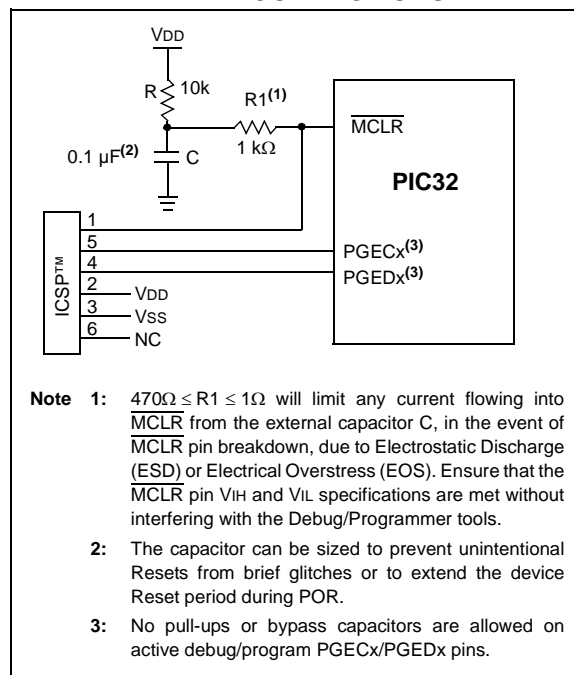 VDD
R
10k
R1(1)
1 kΩ
0.1 µF(2)
C
MCLR
PIC32
ICSP™
1
5
4
2
3
6
VDD
VSS
NC
PGECx(3)
PGEDx(3)
Note 1: 470Ω ≤ R1 ≤ 1Ω will limit any current flowing into
MCLR from the external capacitor C, in the event of
MCLR pin breakdown, due to Electrostatic Discharge
(ESD) or Electrical Overstress (EOS). Ensure that the
MCLR pin VIH and VIL specifications are met without
interfering with the Debug/Programmer tools.
2: The capacitor can be sized to prevent unintentional
Resets from brief glitches or to extend the device
Reset period during POR.
3: No pull-ups or bypass capacitors are allowed on
active debug/program PGECx/PGEDx pins.